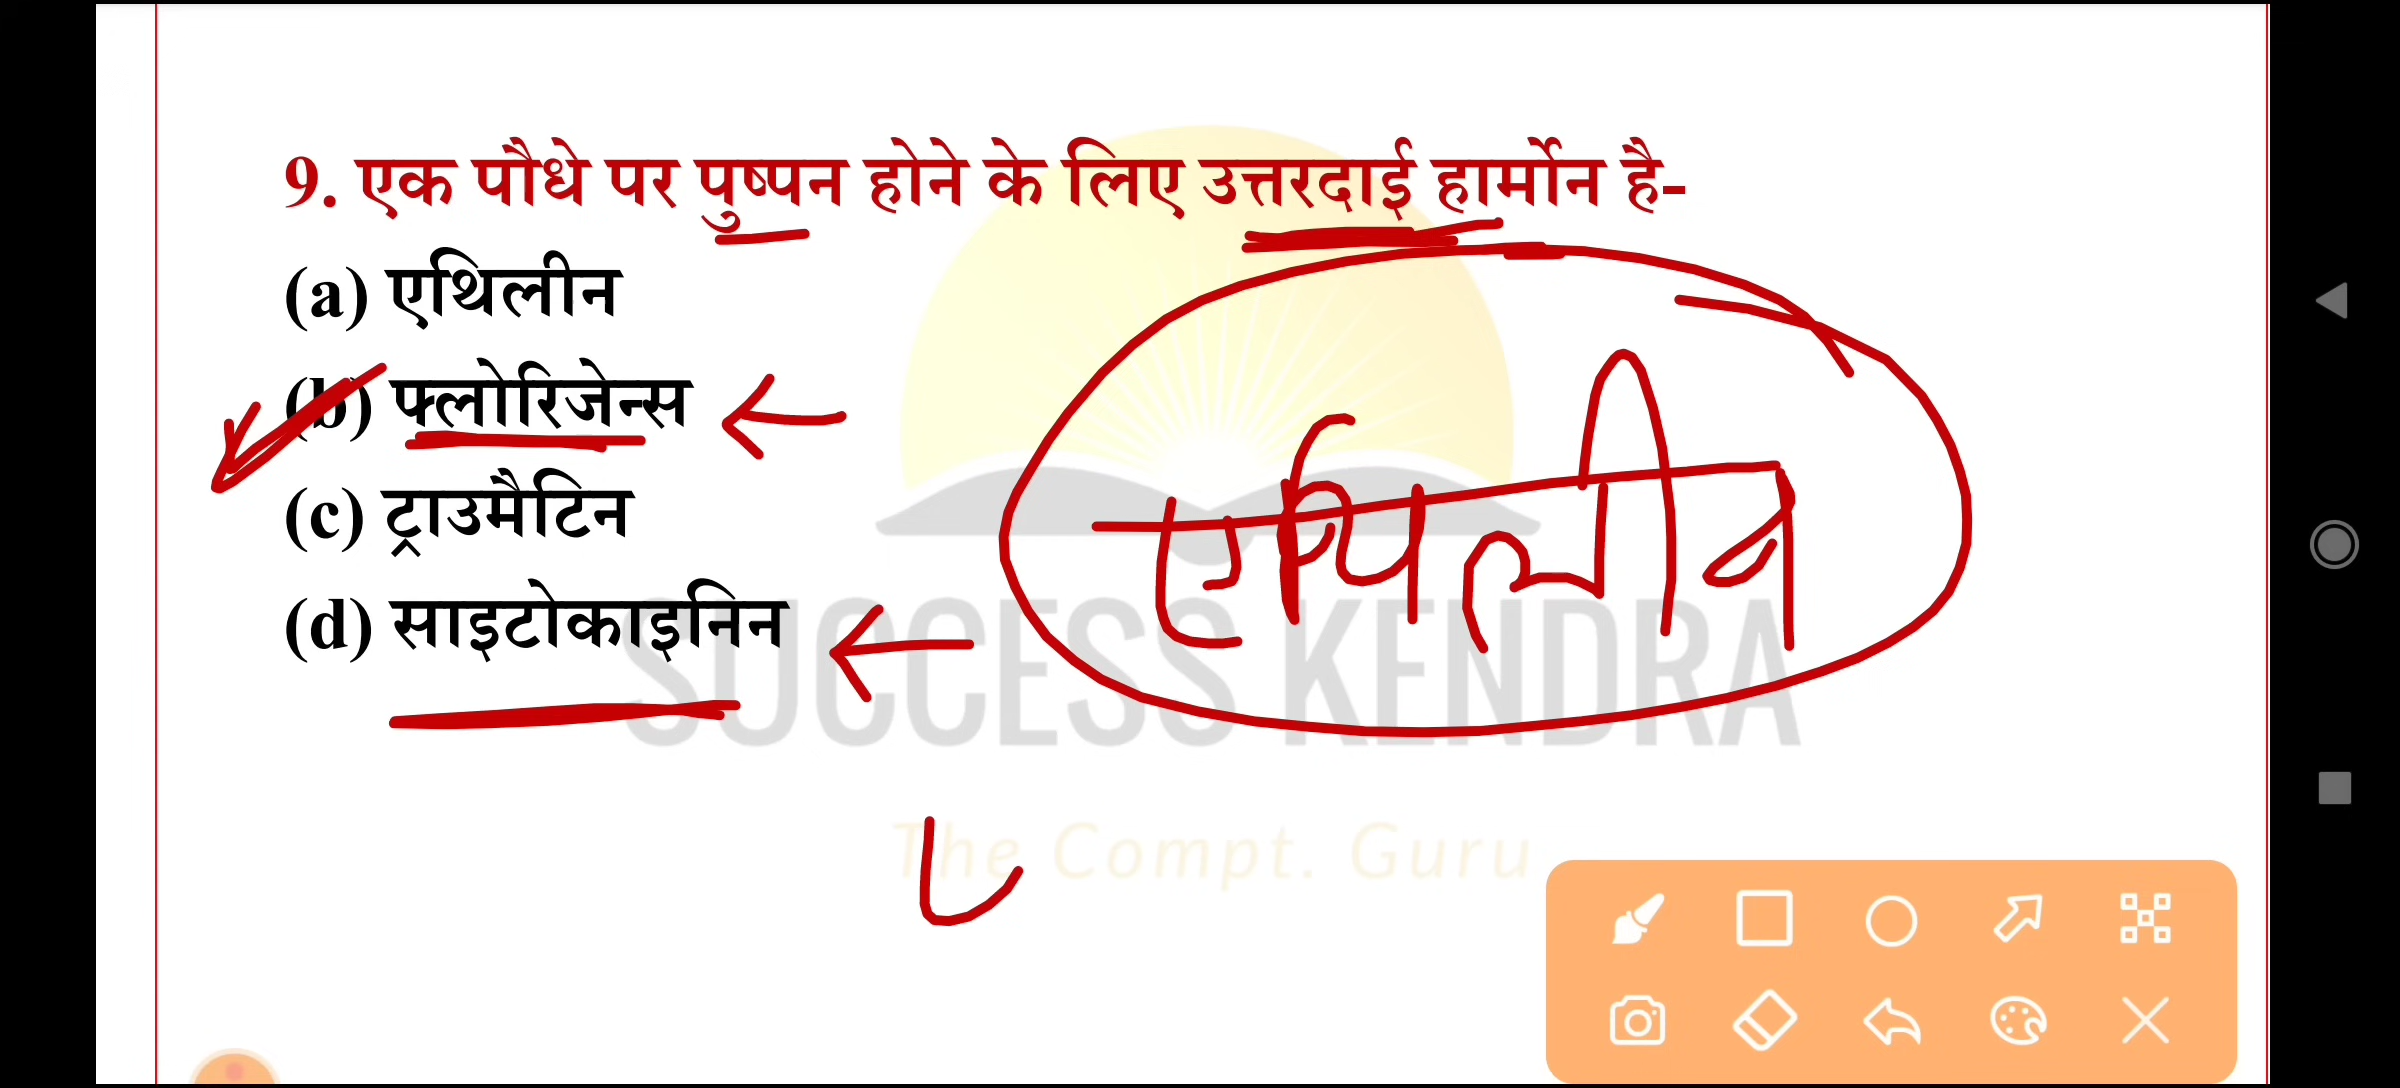 9. एक पौधे पर पुष्पन होने के लिए उत्तरदाई हार्मोन है-
(a) एथिलीन
(b) फ्लोरिजेन्स
(c) ट्राउमैटिन
(d) साइटोकाइनिन
एथिलीन
SUCCESS KENDRA
The Compt. Guru